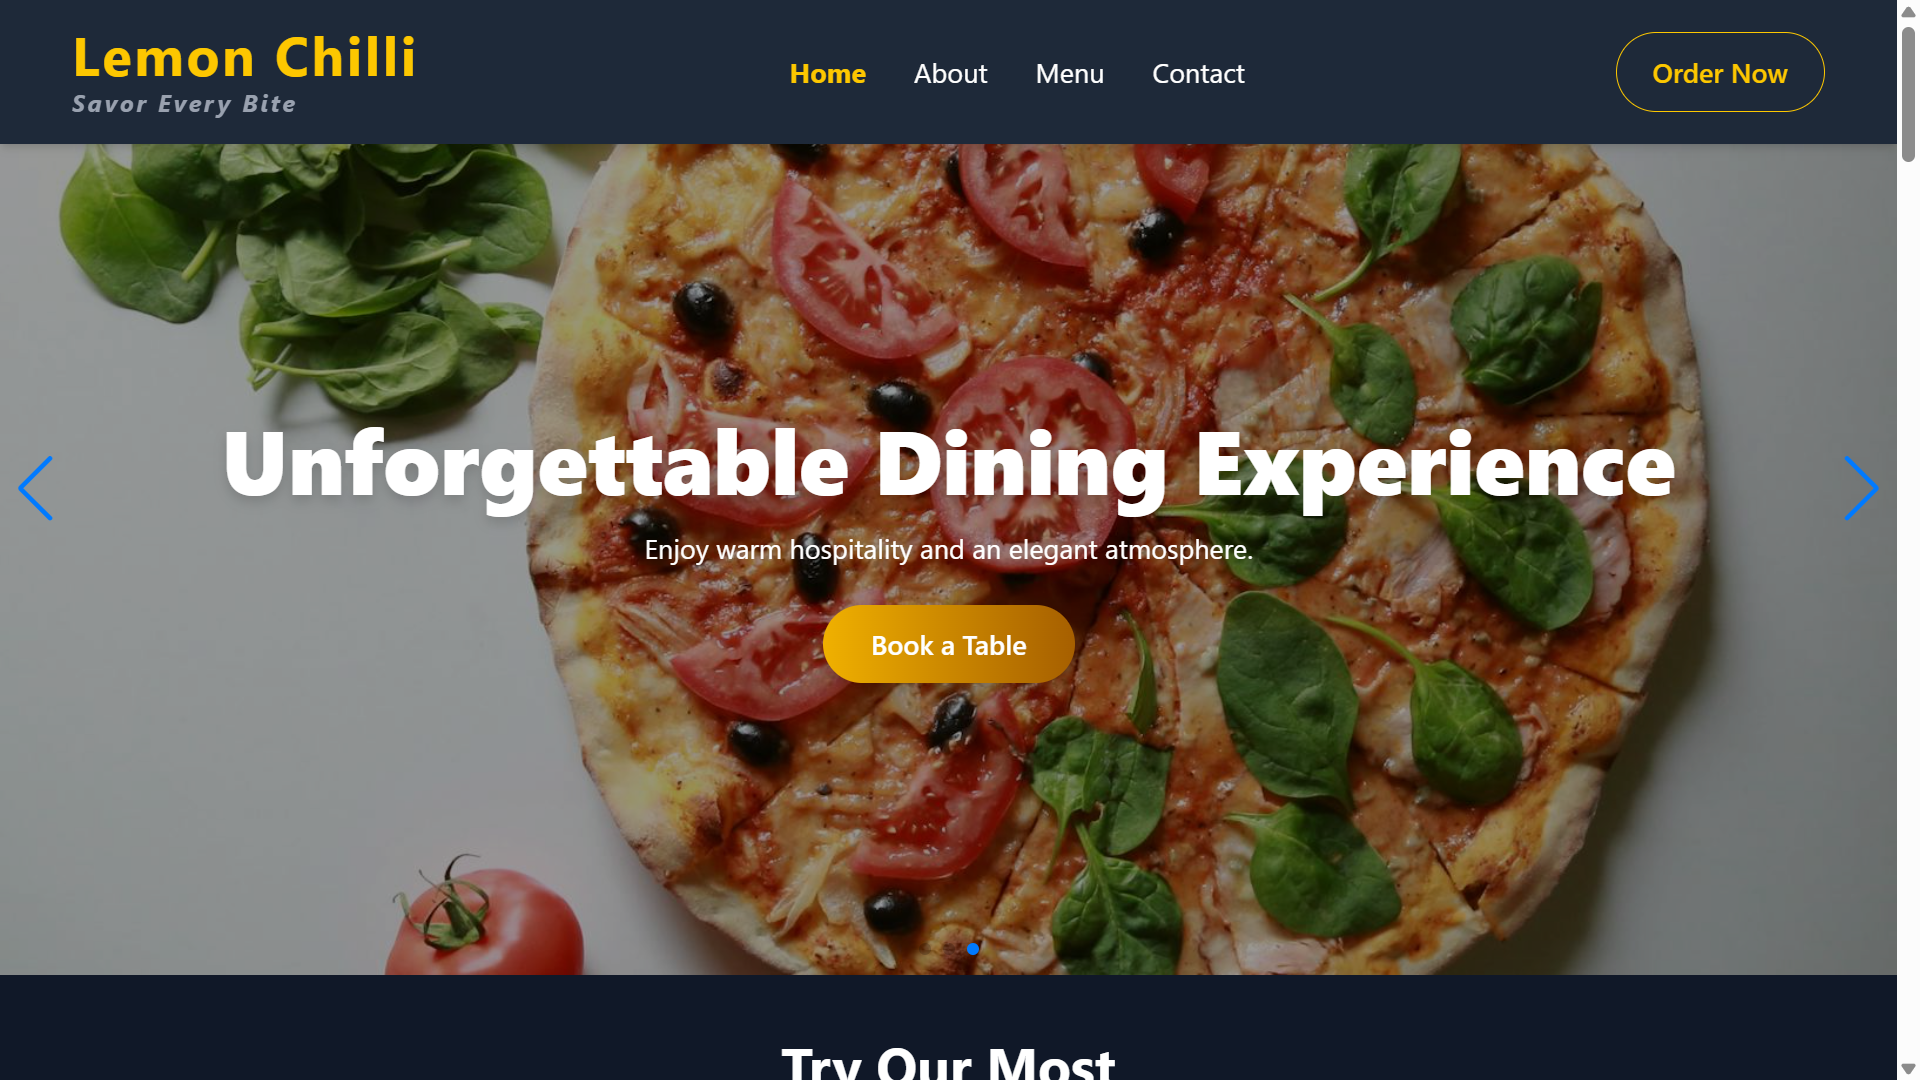 Lemon Chilli
Savor Every Bite
Home
About
Menu
Contact
Order Now
Unforgettable Dining Experience
Enjoy warm hospitality and an elegant atmosphere.
Book a Table
Try Our Most